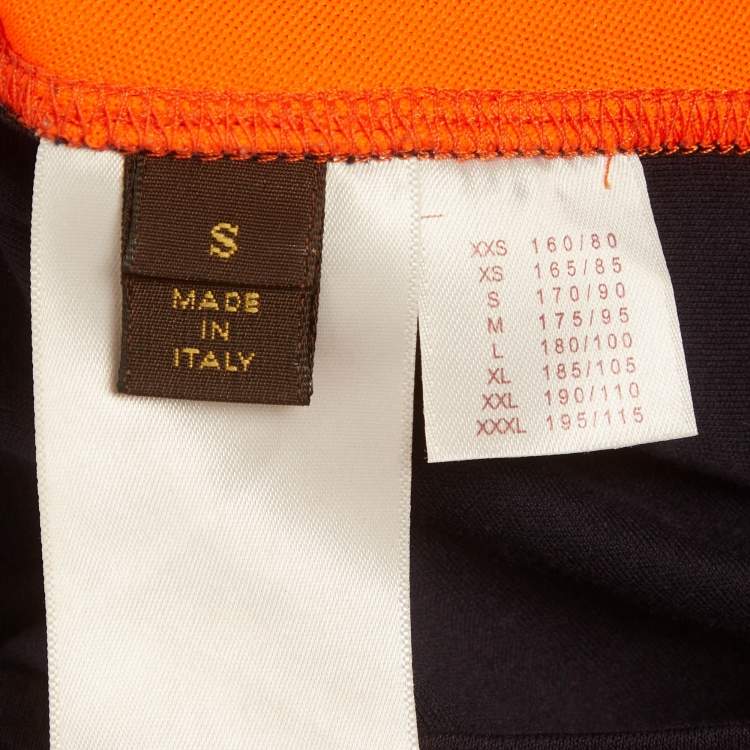 S
MADE
IN
ITALY
XXS 160/80
XS 165/85
S 170/90
M 175/95
L 180/100
XL 185/105
XXL 190/110
XXXL 195/115